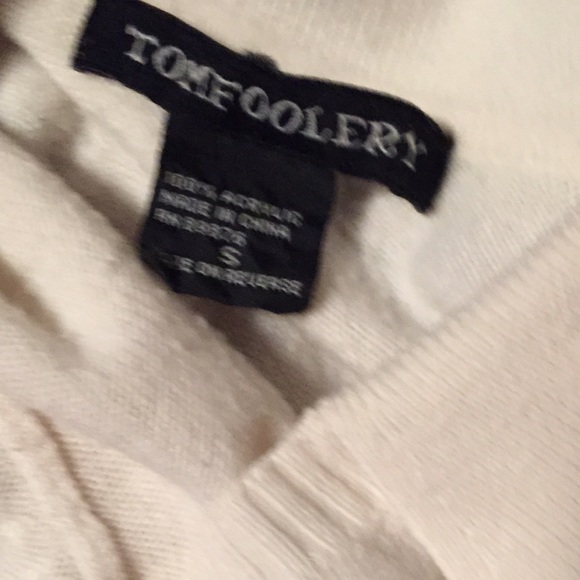 TOMFOOLERY
100% ACRYLIC
MADE IN CHINA
S
ON REVERSE